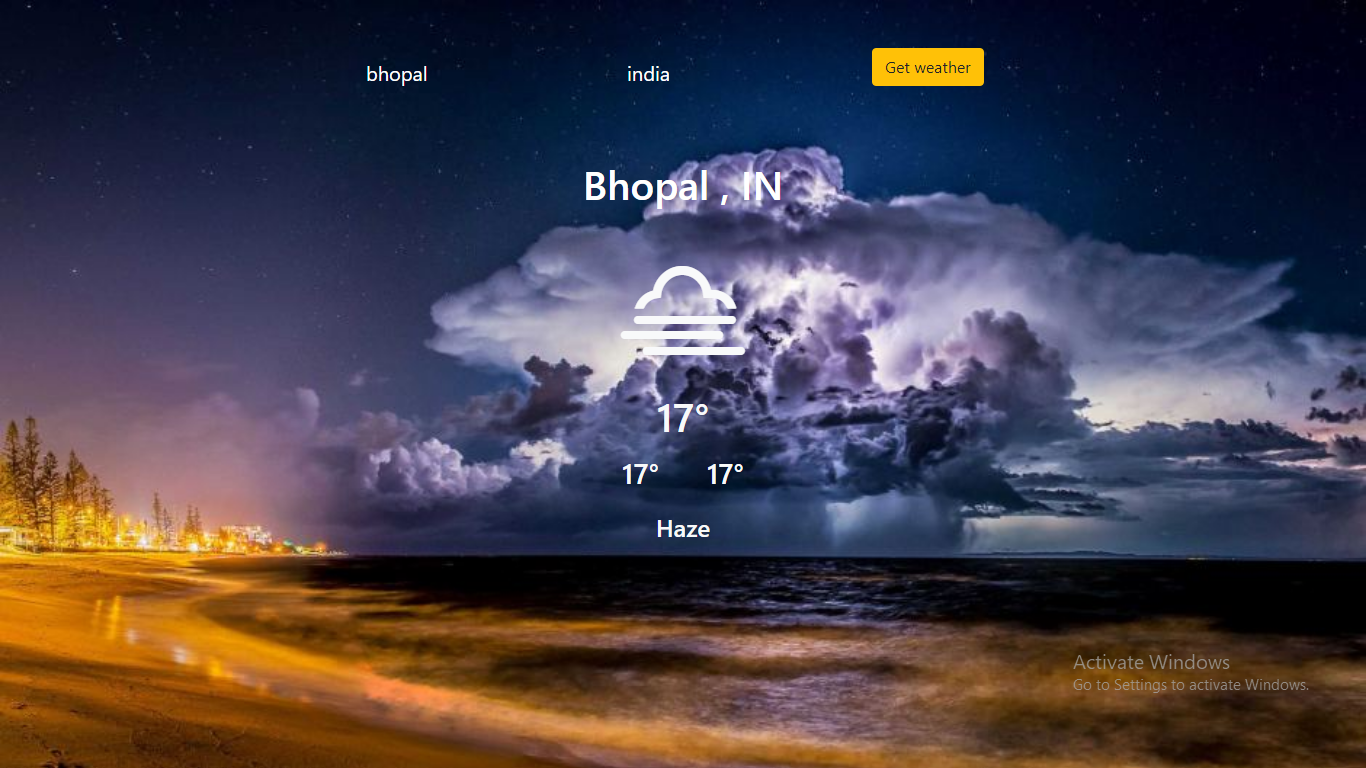 bhopal india Get weather
Bhopal , IN
17°
17° 17°
Haze
Activate Windows
Go to Settings to activate Windows.